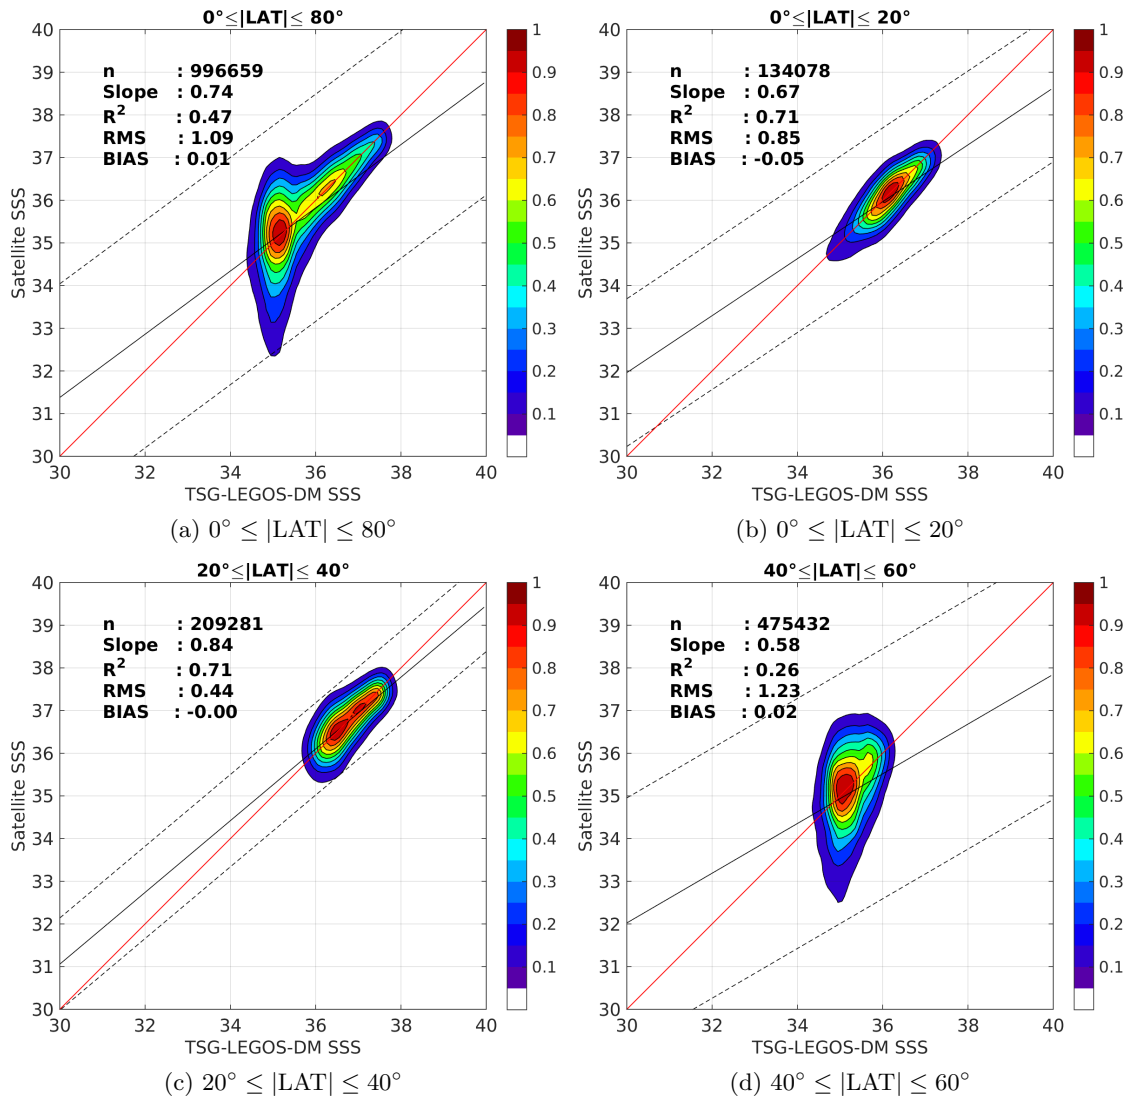 0°≤|LAT|≤ 80°
n : 996659
Slope : 0.74
R² : 0.47
RMS : 1.09
BIAS : 0.01
40
39
38
37
36
35
34
33
32
31
30
Satellite SSS
30 32 34 36 38 40
TSG-LEGOS-DM SSS
1
0.9
0.8
0.7
0.6
0.5
0.4
0.3
0.2
0.1
(a) 0° ≤ |LAT| ≤ 80°
0°≤|LAT|≤ 20°
n : 134078
Slope : 0.67
R² : 0.71
RMS : 0.85
BIAS : -0.05
40
39
38
37
36
35
34
33
32
31
30
Satellite SSS
30 32 34 36 38 40
TSG-LEGOS-DM SSS
1
0.9
0.8
0.7
0.6
0.5
0.4
0.3
0.2
0.1
(b) 0° ≤ |LAT| ≤ 20°
20°≤|LAT|≤ 40°
n : 209281
Slope : 0.84
R² : 0.71
RMS : 0.44
BIAS : -0.00
40
39
38
37
36
35
34
33
32
31
30
Satellite SSS
30 32 34 36 38 40
TSG-LEGOS-DM SSS
1
0.9
0.8
0.7
0.6
0.5
0.4
0.3
0.2
0.1
(c) 20° ≤ |LAT| ≤ 40°
40°≤|LAT|≤ 60°
n : 475432
Slope : 0.58
R² : 0.26
RMS : 1.23
BIAS : 0.02
40
39
38
37
36
35
34
33
32
31
30
Satellite SSS
30 32 34 36 38 40
TSG-LEGOS-DM SSS
1
0.9
0.8
0.7
0.6
0.5
0.4
0.3
0.2
0.1
(d) 40° ≤ |LAT| ≤ 60°